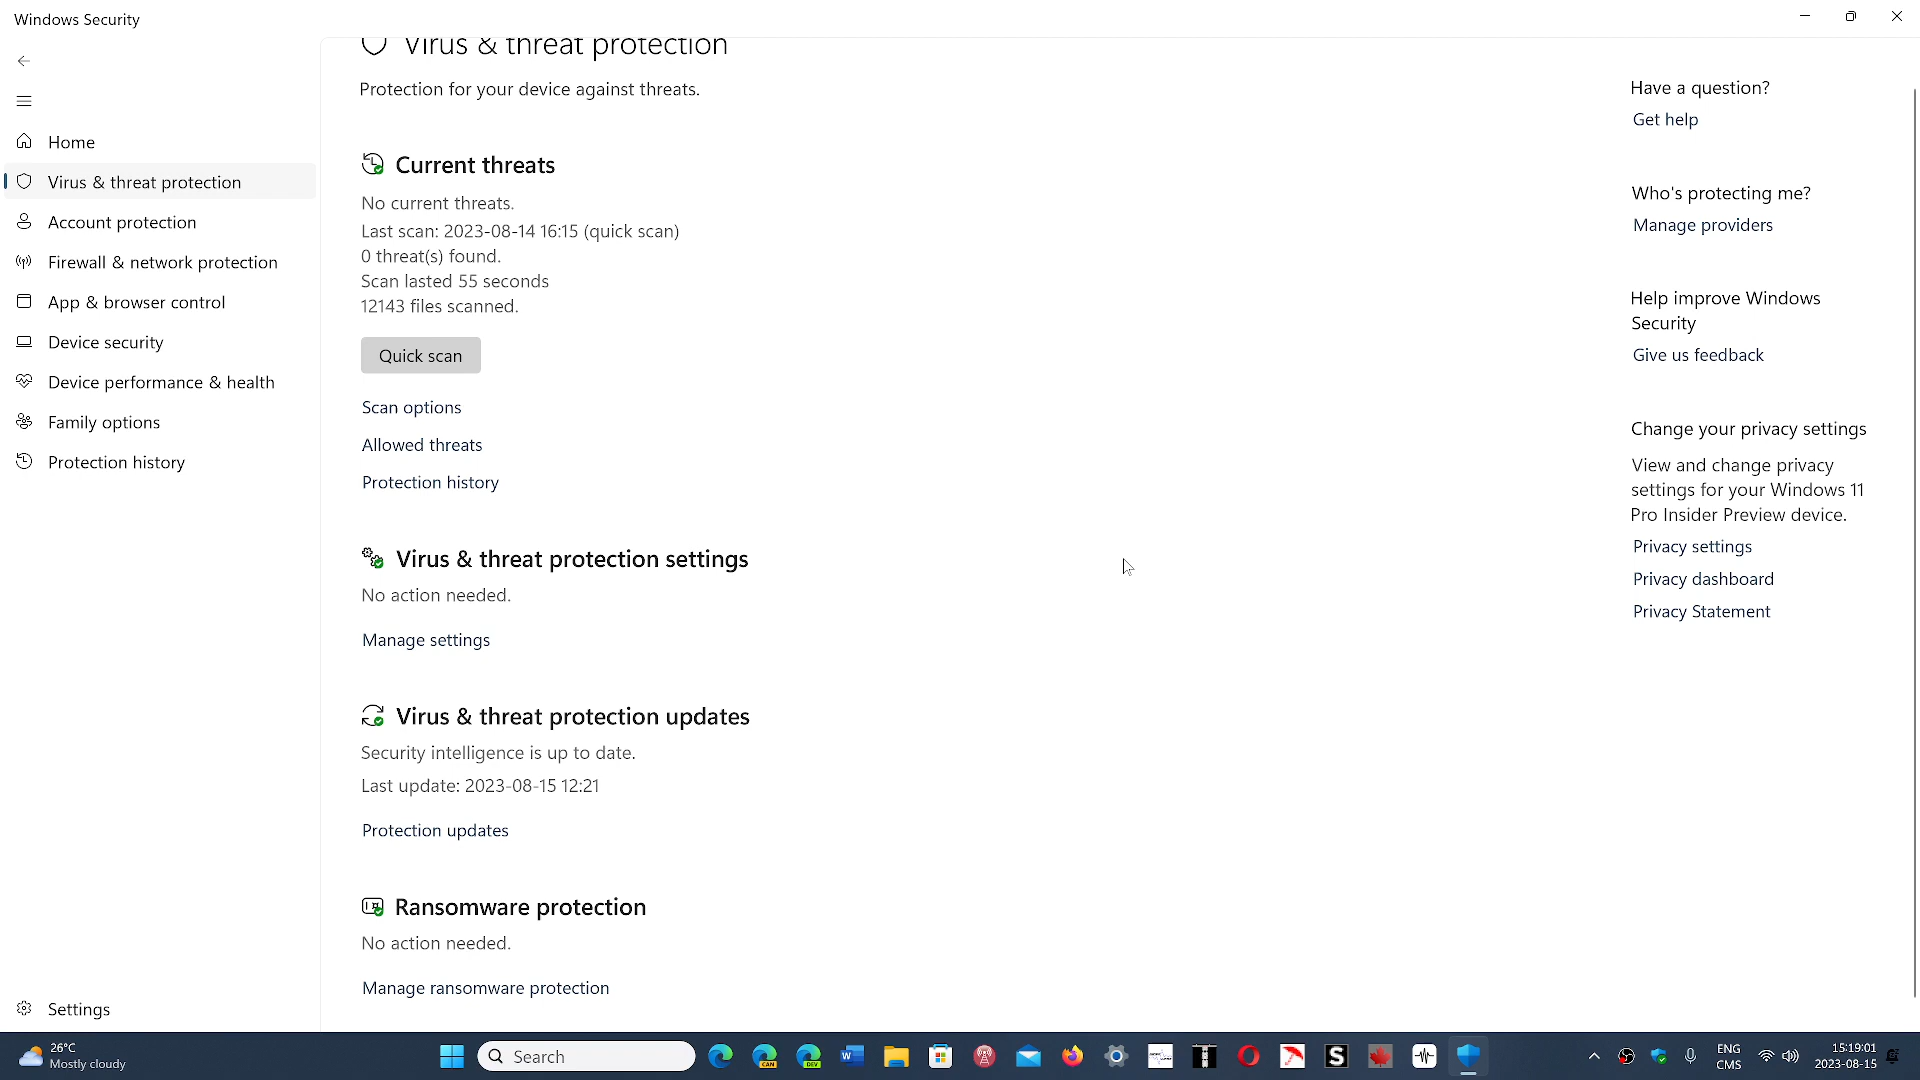 Windows Security
Home
Virus & threat protection
Account protection
Firewall & network protection
App & browser control
Device security
Device performance & health
Family options
Protection history
Settings
Virus & threat protection
Protection for your device against threats.
Current threats
No current threats.
Last scan: 2023-08-14 16:15 (quick scan)
0 threat(s) found.
Scan lasted 55 seconds
12143 files scanned.
Quick scan
Scan options
Allowed threats
Protection history
Virus & threat protection settings
No action needed.
Manage settings
Virus & threat protection updates
Security intelligence is up to date.
Last update: 2023-08-15 12:21
Protection updates
Ransomware protection
No action needed.
Manage ransomware protection
Have a question?
Get help
Who's protecting me?
Manage providers
Help improve Windows
Security
Give us feedback
Change your privacy settings
View and change privacy
settings for your Windows 11
Pro Insider Preview device.
Privacy settings
Privacy dashboard
Privacy Statement
26°C
Mostly cloudy
Search
CAN
DEV
W
S
ENG
CMS
15:19:01
2023-08-15